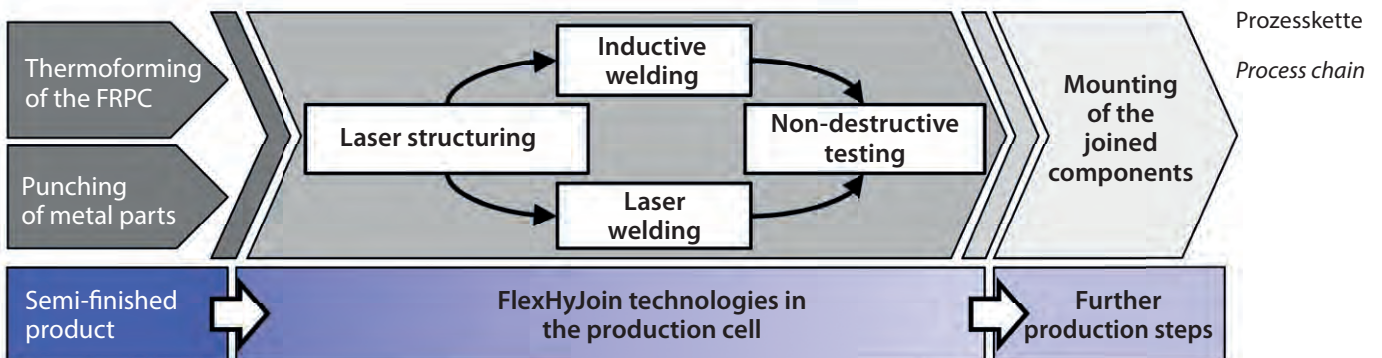 Thermoforming
of the FRPC
Punching
of metal parts
Laser structuring
Inductive
welding
Laser
welding
Non-destructive
testing
Mounting
of the
joined
components
Prozesskette
Process chain
Semi-finished
product
FlexHyJoin technologies in
the production cell
Further
production steps